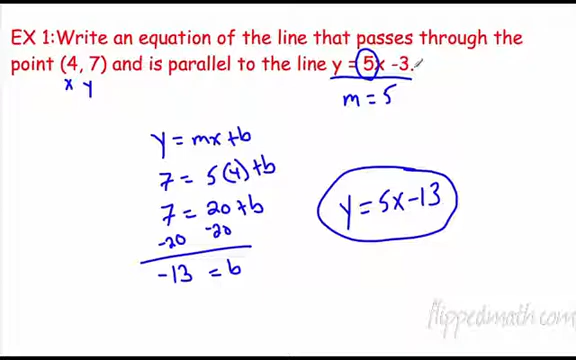 EX 1:Write an equation of the line that passes through the
point (4, 7) and is parallel to the line y = 5x -3.
x y
m = 5
y = mx+b
7 = 5(4)+b
7 = 20+b
-20 -20
-13 = b
y = 5x-13
flippedmath.com